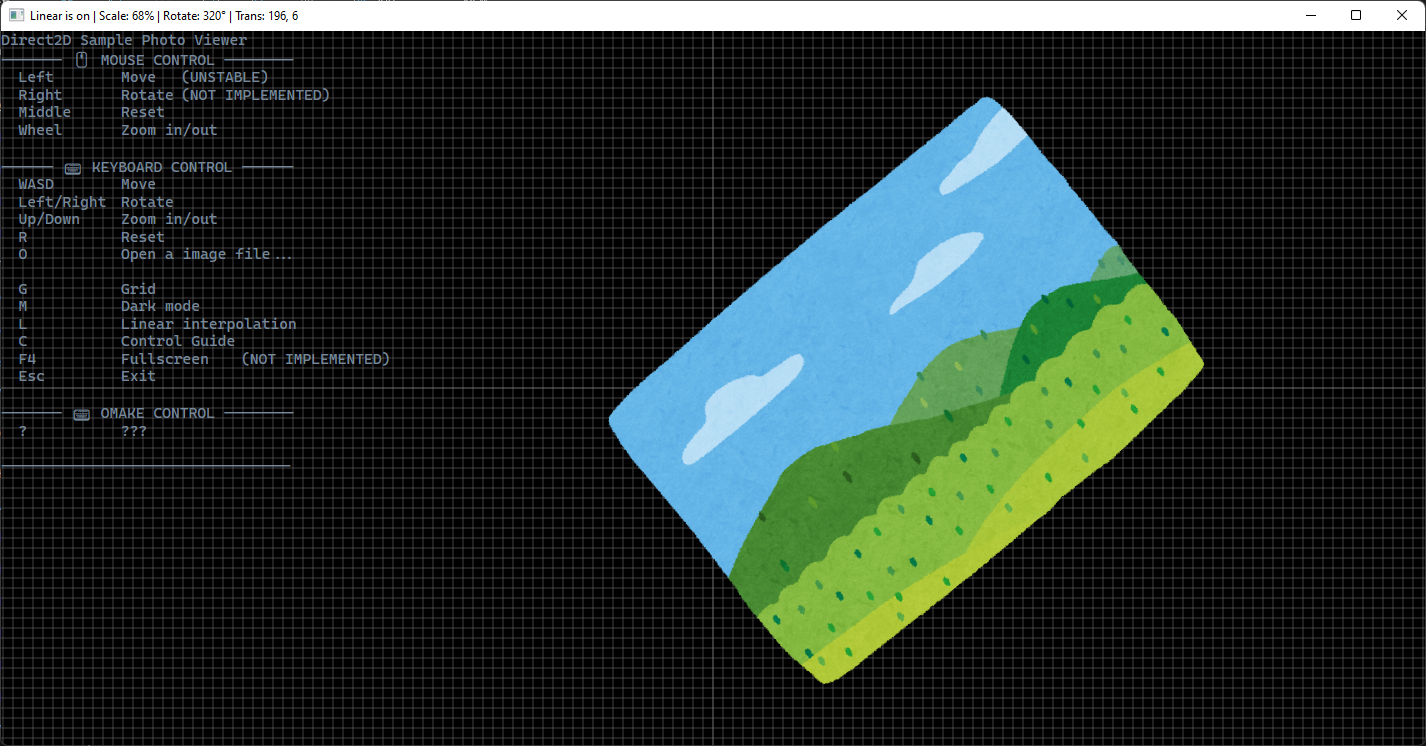 Linear is on | Scale: 68% | Rotate: 320° | Trans: 196, 6
Direct2D Sample Photo Viewer
MOUSE CONTROL
Left Move (UNSTABLE)
Right Rotate (NOT IMPLEMENTED)
Middle Reset
Wheel Zoom in/out
KEYBOARD CONTROL
WASD Move
Left/Right Rotate
Up/Down Zoom in/out
R Reset
O Open a image file...
G Grid
M Dark mode
L Linear interpolation
C Control Guide
F4 Fullscreen (NOT IMPLEMENTED)
Esc Exit
OMAKE CONTROL
? ???